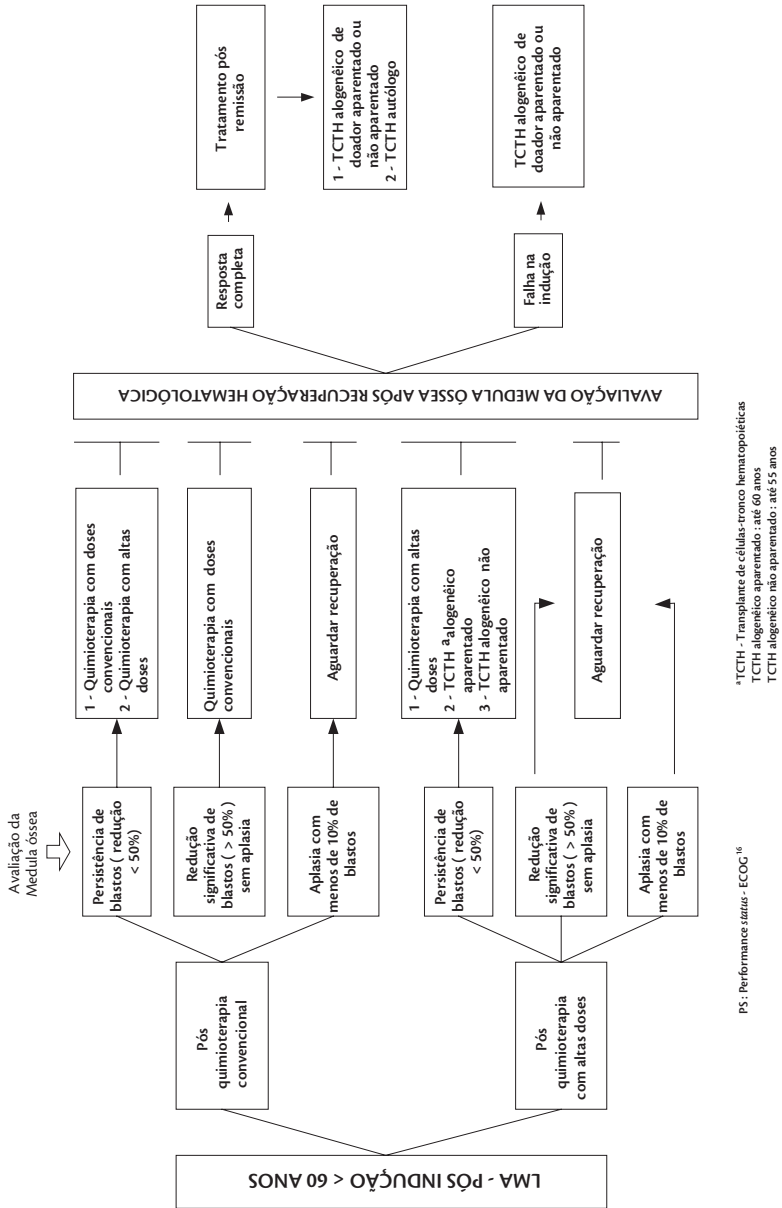 LMA - PÓS INDUÇÃO < 60 ANOS
Pós
quimioterapia
convencional
Pós
quimioterapia
com altas doses
Avaliação da
Medula óssea
Persistência de
blastos ( redução
< 50%)
Redução
significativa de
blastos ( > 50% )
sem aplasia
Aplasia com
menos de 10% de
blastos
Persistência de
blastos ( redução
< 50%)
Redução
significativa de
blastos ( > 50% )
sem aplasia
Aplasia com
menos de 10% de
blastos
1 - Quimioterapia com doses
convencionais
2 - Quimioterapia com altas
doses
Quimioterapia com doses
convencionais
Aguardar recuperação
1 - Quimioterapia com altas
doses
2 - TCTH ª alogenêico
aparentado
3 - TCTH alogenêico não
aparentado
Aguardar recuperação
AVALIAÇÃO DA MEDULA ÓSSEA APÓS RECUPERAÇÃO HEMATOLÓGICA
Resposta
completa
Falha na
indução
Tratamento pós
remissão
1 - TCTH alogenêico de
doador aparentado ou
não aparentado
2 - TCTH autólogo
TCTH alogenêico de
doador aparentado ou
não aparentado
PS : Performance status - ECOG¹⁶
ª TCTH - Transplante de células-tronco hematopoiéticas
TCTH alogenêico aparentado : até 60 anos
TCTH alogenêico não aparentado : até 55 anos